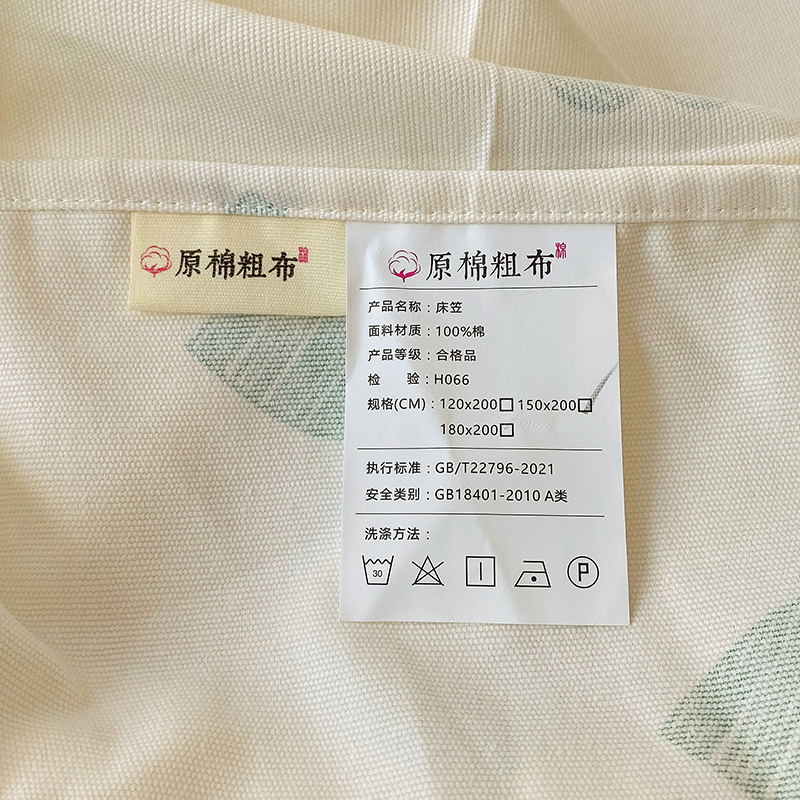 原棉粗布
原棉粗布
棉
产品名称：床笠
面料材质：100%棉
产品等级：合格品
检 验：H066
规格(CM)：120x200□ 150x200□
180x200□
执行标准：GB/T22796-2021
安全类别：GB18401-2010 A类
洗涤方法：
30
P